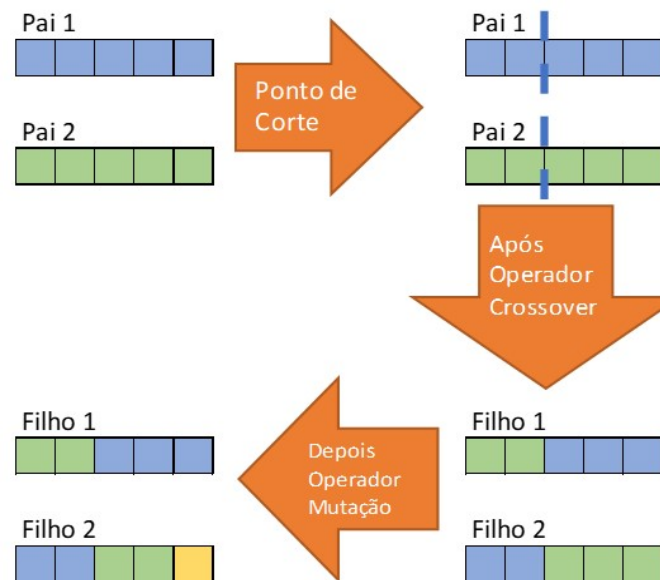 Pai 1
Pai 1
Ponto de
Corte
Pai 2
Pai 2
Após
Operador
Crossover
Filho 1
Filho 1
Depois
Operador
Mutação
Filho 2
Filho 2